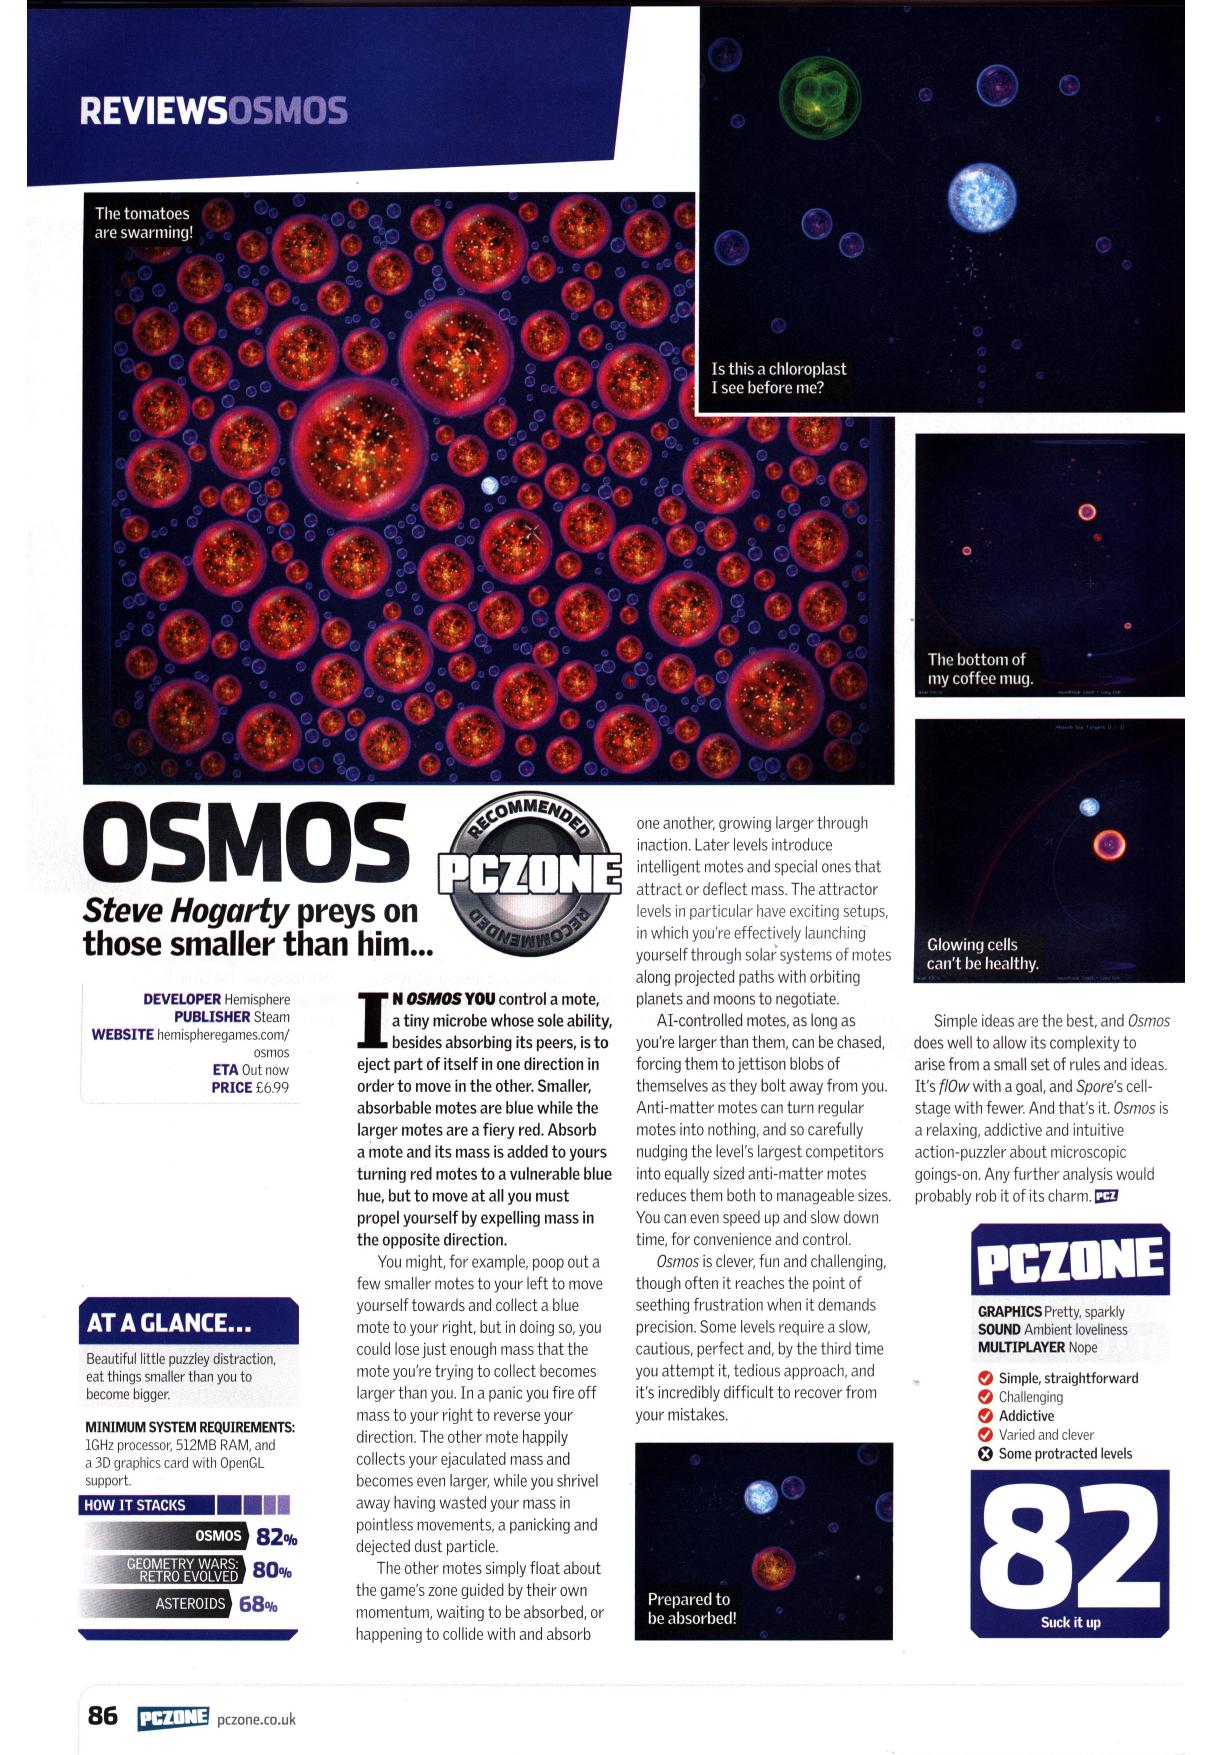 REVIEWSOSMOS
The tomatoes
are swarming!
Is this a chloroplast
I see before me?
The bottom of
my coffee mug.
Absorb the Targets (1 / 3)
Glowing cells
can't be healthy.
OSMOS
RECOMMENDED
PCZONE
RECOMMENDED
Steve Hogarty preys on
those smaller than him...
DEVELOPER Hemisphere
PUBLISHER Steam
WEBSITE hemispheregames.com/
osmos
ETA Out now
PRICE £6.99
AT A GLANCE...
Beautiful little puzzley distraction,
eat things smaller than you to
become bigger.
MINIMUM SYSTEM REQUIREMENTS:
1GHz processor, 512MB RAM, and
a 3D graphics card with OpenGL
support.
HOW IT STACKS
OSMOS 82%
GEOMETRY WARS:
RETRO EVOLVED 80%
ASTEROIDS 68%
IN OSMOS YOU control a mote,
a tiny microbe whose sole ability,
besides absorbing its peers, is to
eject part of itself in one direction in
order to move in the other. Smaller,
absorbable motes are blue while the
larger motes are a fiery red. Absorb
a mote and its mass is added to yours
turning red motes to a vulnerable blue
hue, but to move at all you must
propel yourself by expelling mass in
the opposite direction.
You might, for example, poop out a
few smaller motes to your left to move
yourself towards and collect a blue
mote to your right, but in doing so, you
could lose just enough mass that the
mote you're trying to collect becomes
larger than you. In a panic you fire off
mass to your right to reverse your
direction. The other mote happily
collects your ejaculated mass and
becomes even larger, while you shrivel
away having wasted your mass in
pointless movements, a panicking and
dejected dust particle.
The other motes simply float about
the game's zone guided by their own
momentum, waiting to be absorbed, or
happening to collide with and absorb
one another, growing larger through
inaction. Later levels introduce
intelligent motes and special ones that
attract or deflect mass. The attractor
levels in particular have exciting setups,
in which you're effectively launching
yourself through solar systems of motes
along projected paths with orbiting
planets and moons to negotiate.
AI-controlled motes, as long as
you're larger than them, can be chased,
forcing them to jettison blobs of
themselves as they bolt away from you.
Anti-matter motes can turn regular
motes into nothing, and so carefully
nudging the level's largest competitors
into equally sized anti-matter motes
reduces them both to manageable sizes.
You can even speed up and slow down
time, for convenience and control.
Osmos is clever, fun and challenging,
though often it reaches the point of
seething frustration when it demands
precision. Some levels require a slow,
cautious, perfect and, by the third time
you attempt it, tedious approach, and
it's incredibly difficult to recover from
your mistakes.
Prepared to
be absorbed!
Simple ideas are the best, and Osmos
does well to allow its complexity to
arise from a small set of rules and ideas.
It's flOw with a goal, and Spore's cell-
stage with fewer. And that's it. Osmos is
a relaxing, addictive and intuitive
action-puzzler about microscopic
goings-on. Any further analysis would
probably rob it of its charm. PCZ
PCZONE
GRAPHICS Pretty, sparkly
SOUND Ambient loveliness
MULTIPLAYER Nope
Simple, straightforward
Challenging
Addictive
Varied and clever
Some protracted levels
82
Suck it up
86 PCZONE pczone.co.uk